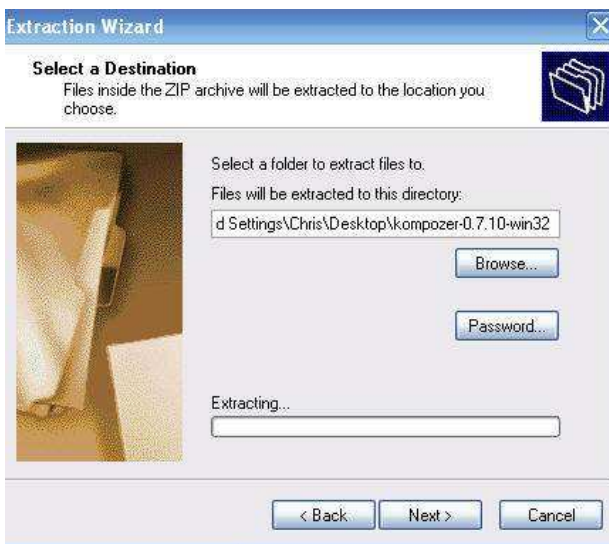 Extraction Wizard
Select a Destination
Files inside the ZIP archive will be extracted to the location you
choose.
Select a folder to extract files to.
Files will be extracted to this directory:
d Settings\Chris\Desktop\kompozer-0.7.10-win32
Browse...
Password...
Extracting...
< Back
Next >
Cancel